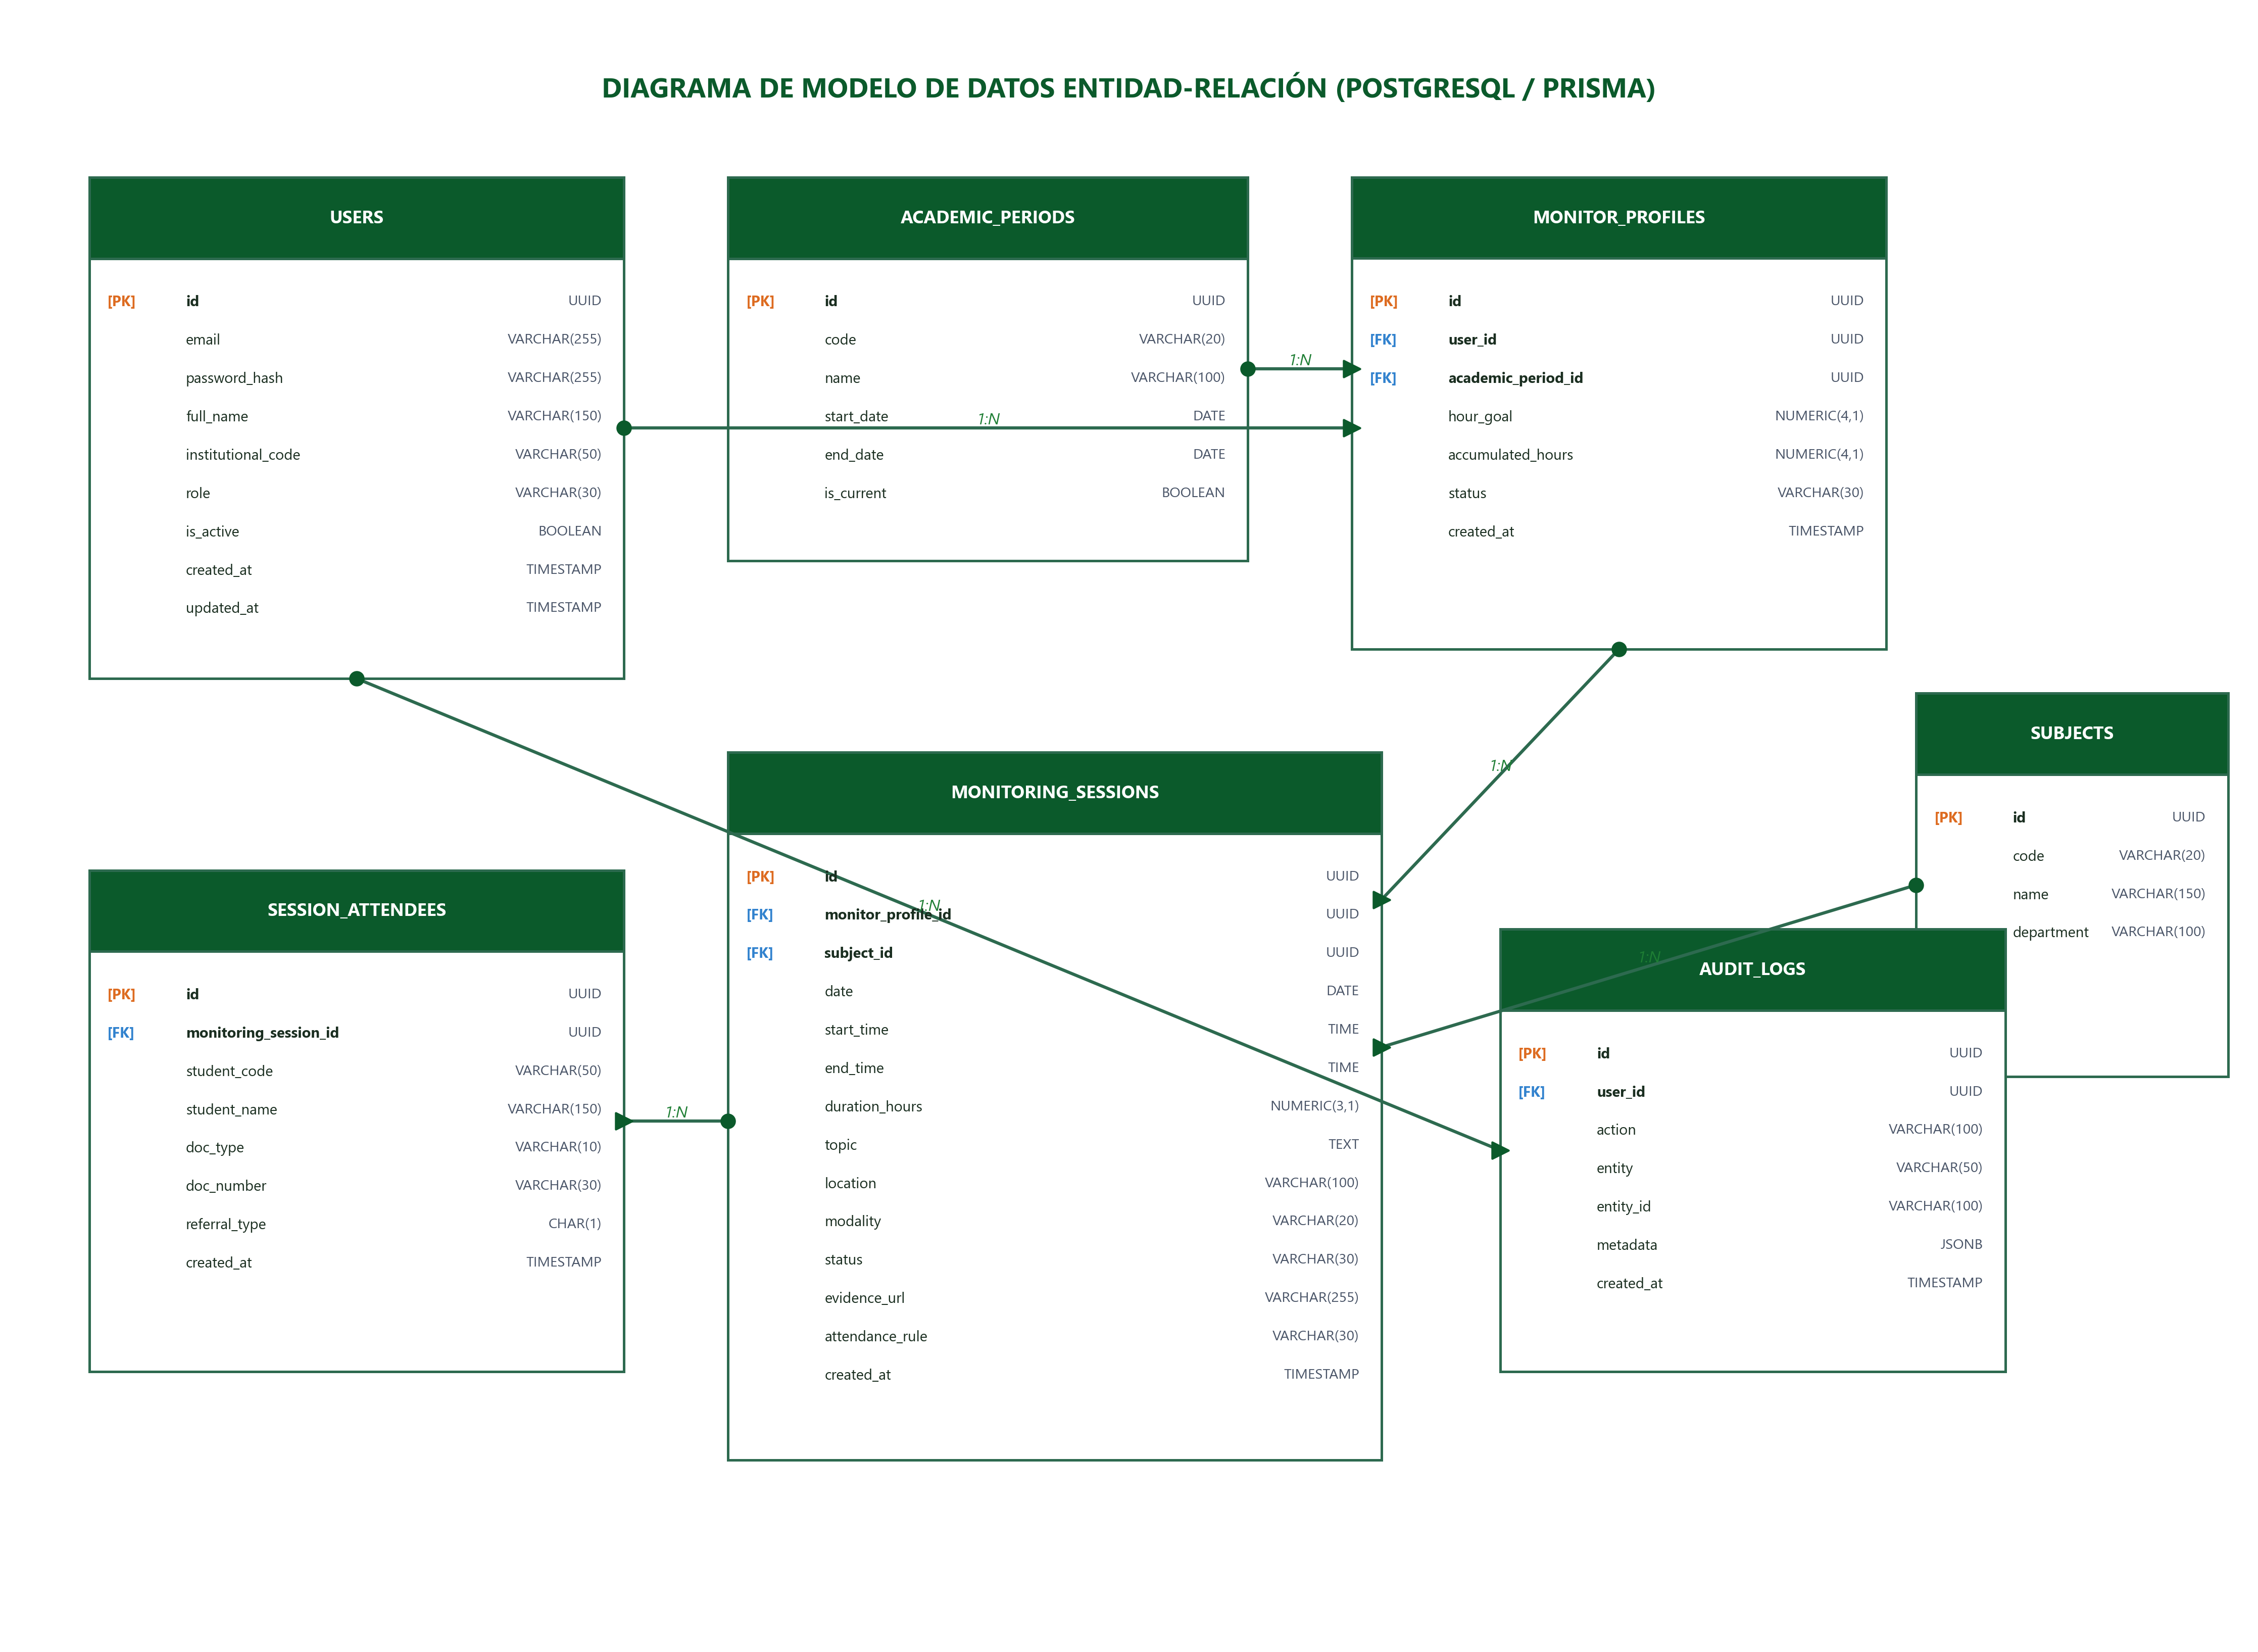 DIAGRAMA DE MODELO DE DATOS ENTIDAD-RELACIÓN (POSTGRESQL / PRISMA)
USERS
[PK] id UUID
email VARCHAR(255)
password_hash VARCHAR(255)
full_name VARCHAR(150)
institutional_code VARCHAR(50)
role VARCHAR(30)
is_active BOOLEAN
created_at TIMESTAMP
updated_at TIMESTAMP
ACADEMIC_PERIODS
[PK] id UUID
code VARCHAR(20)
name VARCHAR(100)
start_date DATE
end_date DATE
is_current BOOLEAN
1:N
1:N
MONITOR_PROFILES
[PK] id UUID
[FK] user_id UUID
[FK] academic_period_id UUID
hour_goal NUMERIC(4,1)
accumulated_hours NUMERIC(4,1)
status VARCHAR(30)
created_at TIMESTAMP
1:N
SUBJECTS
[PK] id UUID
code VARCHAR(20)
name VARCHAR(150)
department VARCHAR(100)
SESSION_ATTENDEES
[PK] id UUID
[FK] monitoring_session_id UUID
student_code VARCHAR(50)
student_name VARCHAR(150)
doc_type VARCHAR(10)
doc_number VARCHAR(30)
referral_type CHAR(1)
created_at TIMESTAMP
1:N
MONITORING_SESSIONS
[PK] id UUID
1:N
[FK] monitor_profile_id UUID
[FK] subject_id UUID
date DATE
start_time TIME
end_time TIME
duration_hours NUMERIC(3,1)
topic TEXT
location VARCHAR(100)
modality VARCHAR(20)
status VARCHAR(30)
evidence_url VARCHAR(255)
attendance_rule VARCHAR(30)
created_at TIMESTAMP
1:N
AUDIT_LOGS
[PK] id UUID
[FK] user_id UUID
action VARCHAR(100)
entity VARCHAR(50)
entity_id VARCHAR(100)
metadata JSONB
created_at TIMESTAMP